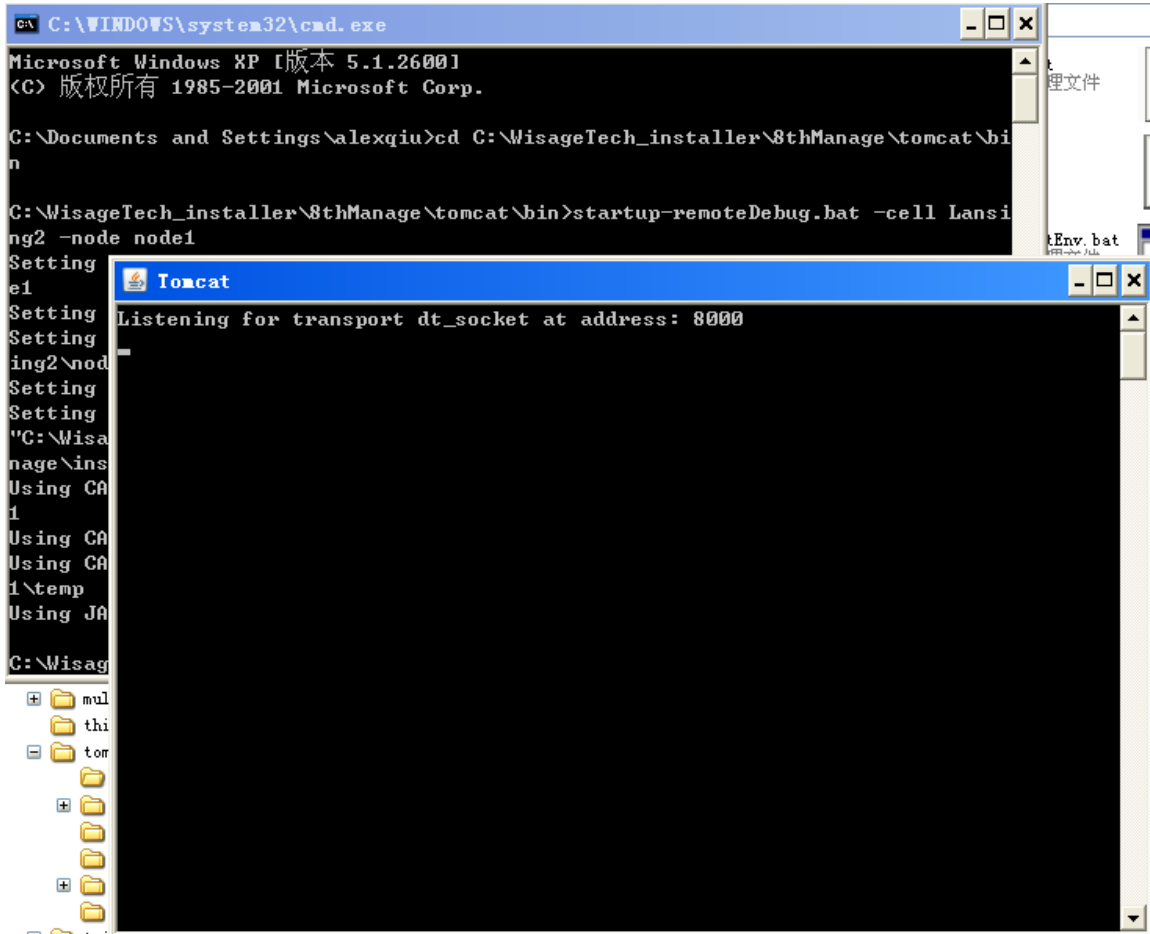 C:\WINDOWS\system32\cmd.exe
Microsoft Windows XP [版本 5.1.2600]
(C) 版权所有 1985-2001 Microsoft Corp.
C:\Documents and Settings\alexqiu>cd C:\WisageTech_installer\8thManage\tomcat\bi
n
C:\WisageTech_installer\8thManage\tomcat\bin>startup-remoteDebug.bat -cell Lansi
ng2 -node node1
Setting
e1
Setting
Setting
ing2\nod
Setting
Setting
"C:\Wisa
nage\ins
Using CA
1
Using CA
Using CA
1\temp
Using JA
C:\Wisag
Tomcat
Listening for transport dt_socket at address: 8000
理文件
tEnv.bat
mul
thi
tom